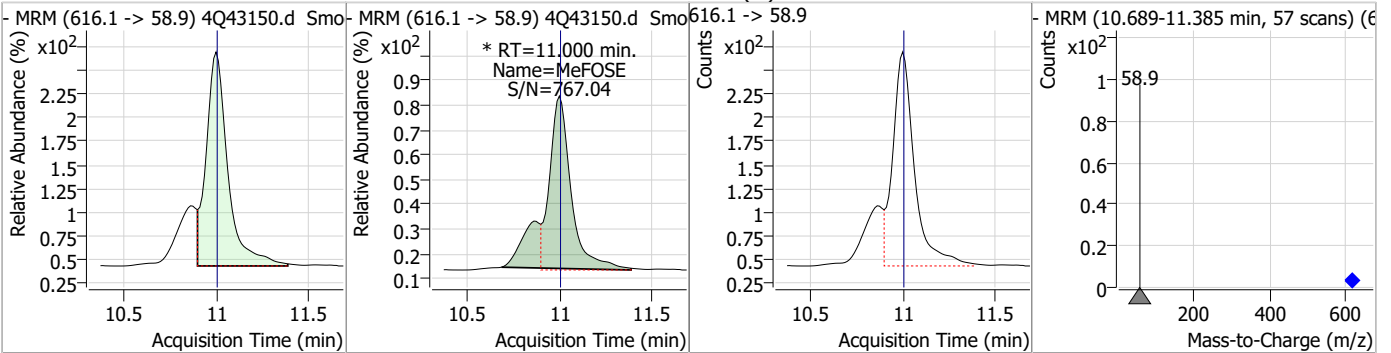 - MRM (616.1 -> 58.9) 4Q43150.d Smo
x10²
Relative Abundance (%)
2.25
2
1.75
1.5
1.25
1
0.75
0.5
0.25
10.5 11 11.5
Acquisition Time (min)
- MRM (616.1 -> 58.9) 4Q43150.d Smo
x10²
* RT=11.000 min.
Name=MeFOSE
S/N=767.04
Relative Abundance (%)
0.9
0.8
0.7
0.6
0.5
0.4
0.3
0.2
0.1
10.5 11 11.5
Acquisition Time (min)
616.1 -> 58.9
x10²
Counts
2.25
2
1.75
1.5
1.25
1
0.75
0.5
0.25
10.5 11 11.5
Acquisition Time (min)
- MRM (10.689-11.385 min, 57 scans) (6
x10²
Counts
58.9
1
0.8
0.6
0.4
0.2
0
200 400 600
Mass-to-Charge (m/z)